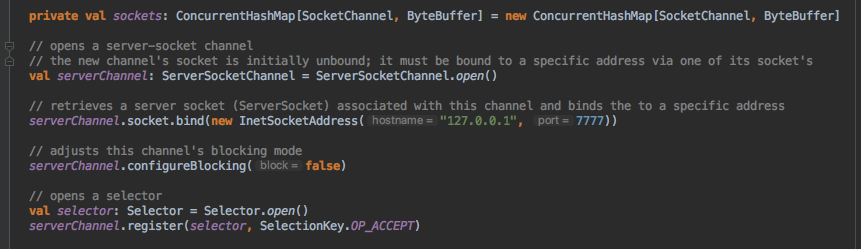 private val sockets: ConcurrentHashMap[SocketChannel, ByteBuffer] = new ConcurrentHashMap[SocketChannel, ByteBuffer]
// opens a server-socket channel
// the new channel's socket is initially unbound; it must be bound to a specific address via one of its socket's
val serverChannel: ServerSocketChannel = ServerSocketChannel.open()
// retrieves a server socket (ServerSocket) associated with this channel and binds the to a specific address
serverChannel.socket.bind(new InetSocketAddress( hostname = "127.0.0.1", port = 7777))
// adjusts this channel's blocking mode
serverChannel.configureBlocking( block = false)
// opens a selector
val selector: Selector = Selector.open()
serverChannel.register(selector, SelectionKey.OP_ACCEPT)